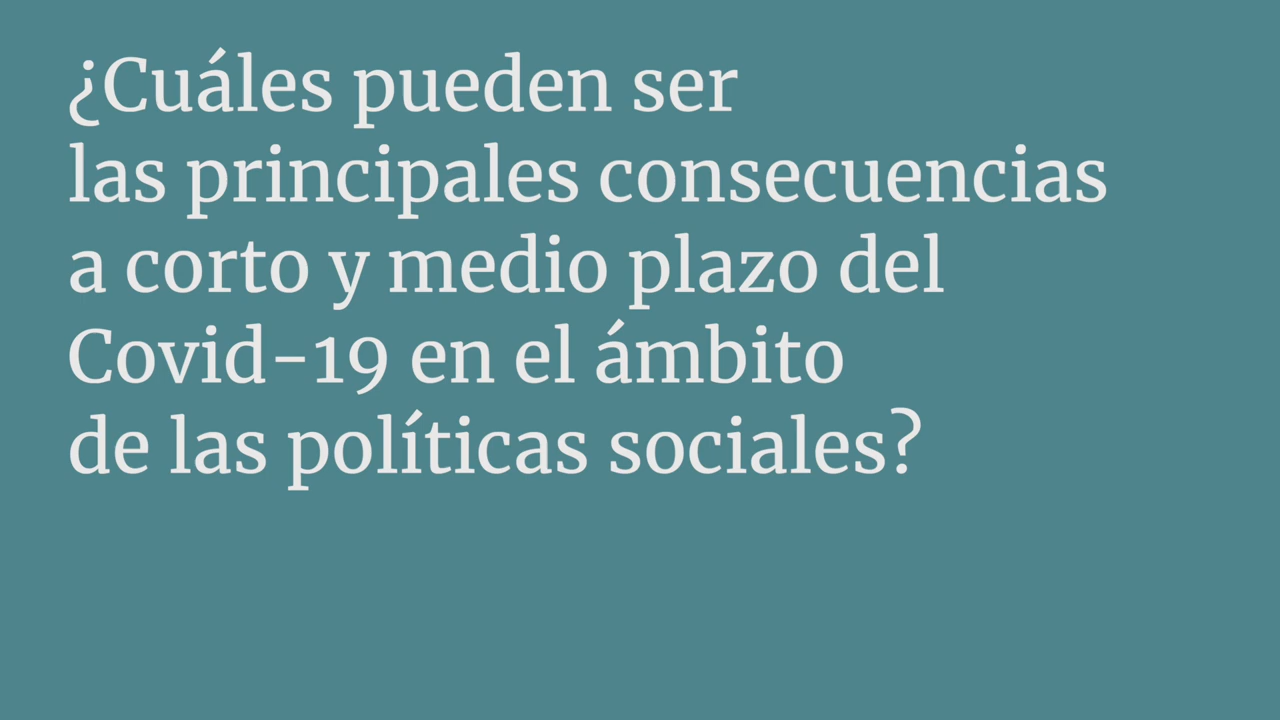 ¿Cuáles pueden ser
las principales consecuencias
a corto y medio plazo del
Covid-19 en el ámbito
de las políticas sociales?